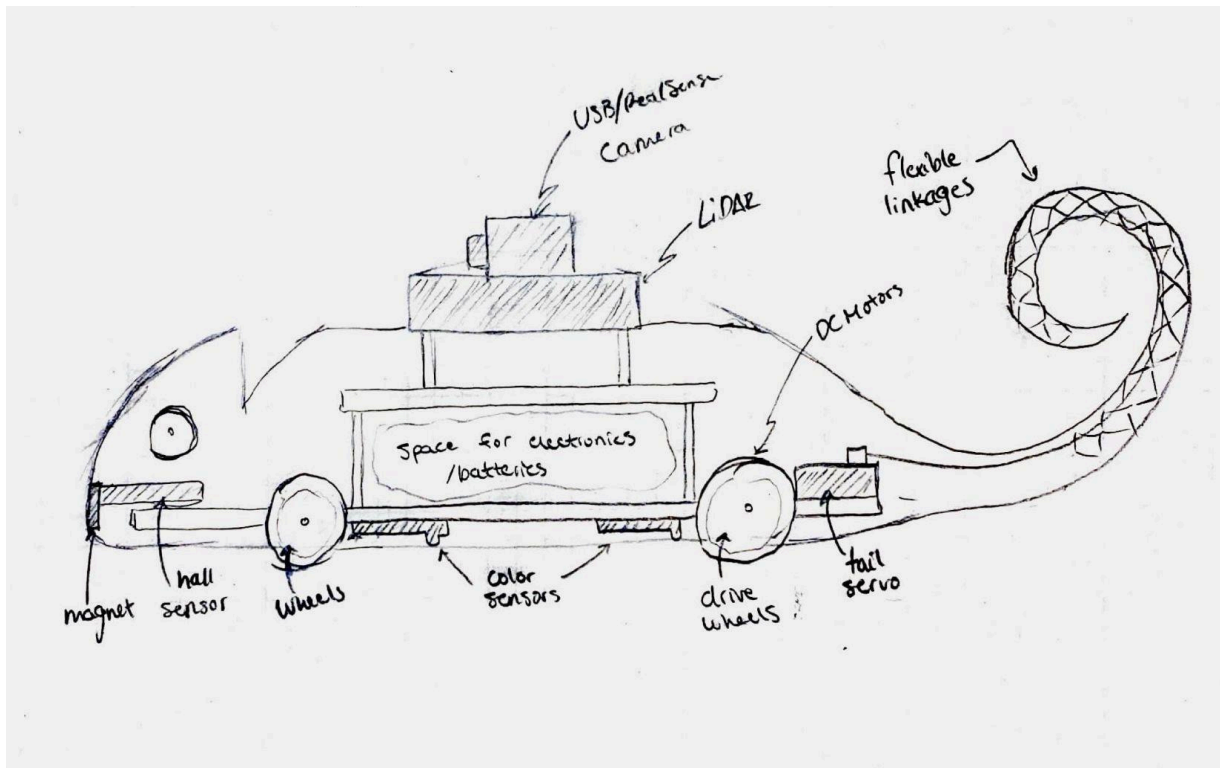 USB/RealSense
Camera
LiDAR
flexible
linkages
DC Motors
space for electronics
/batteries
magnet
hall
sensor
wheels
color
sensors
drive
wheels
tail
servo